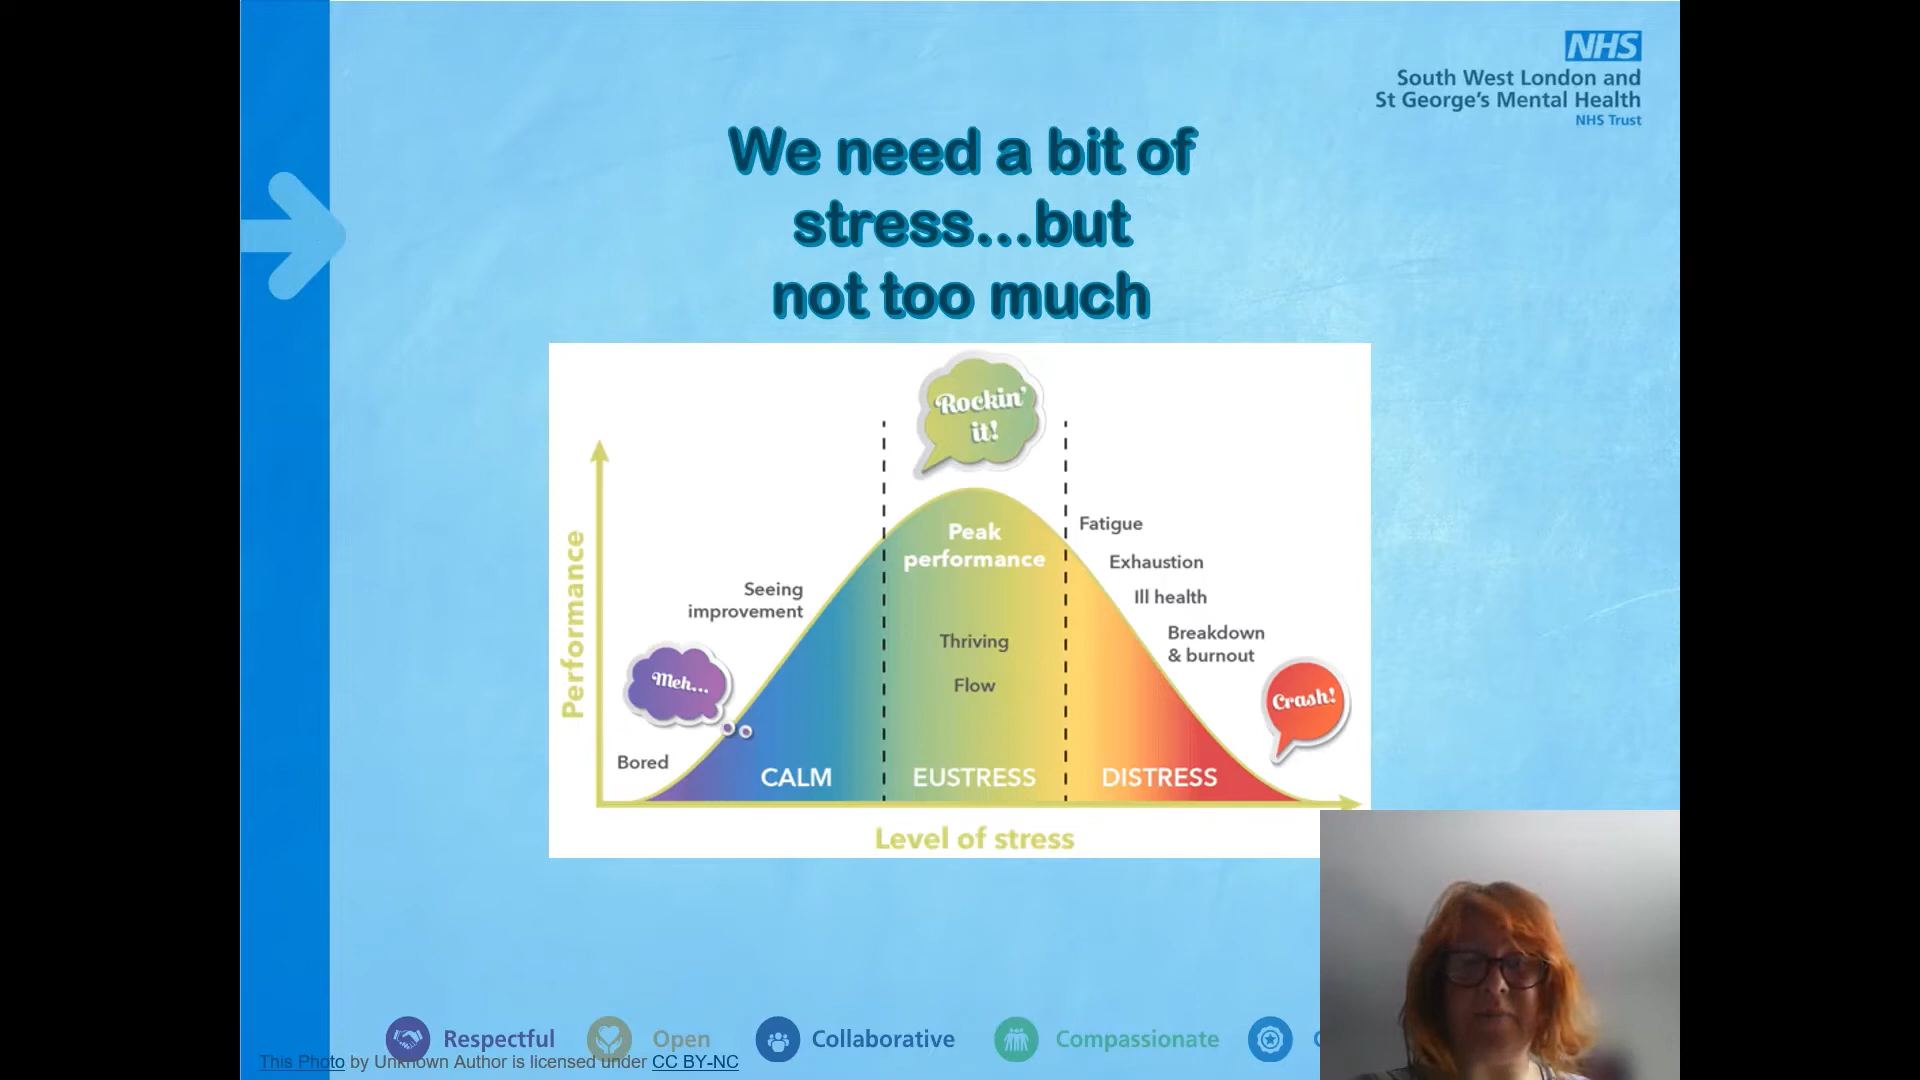 NHS
South West London and
St George's Mental Health
NHS Trust
We need a bit of
stress...but
not too much
Rockin'
it!
Performance
Peak
performance
Fatigue
Exhaustion
Ill health
Breakdown
& burnout
Seeing
improvement
Thriving
Flow
Meh...
Crash!
Bored
CALM
EUSTRESS
DISTRESS
Level of stress
Respectful
Open
Collaborative
Compassionate
This Photo by Unknown Author is licensed under CC BY-NC